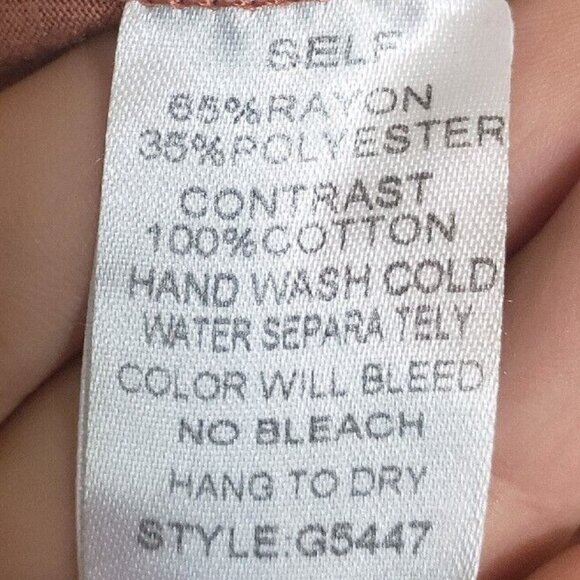 SELF
65%RAYON
35%POLYESTER
CONTRAST
100%COTTON
HAND WASH COLD
WATER SEPARA TELY
COLOR WILL BLEED
NO BLEACH
HANG TO DRY
STYLE:G5447